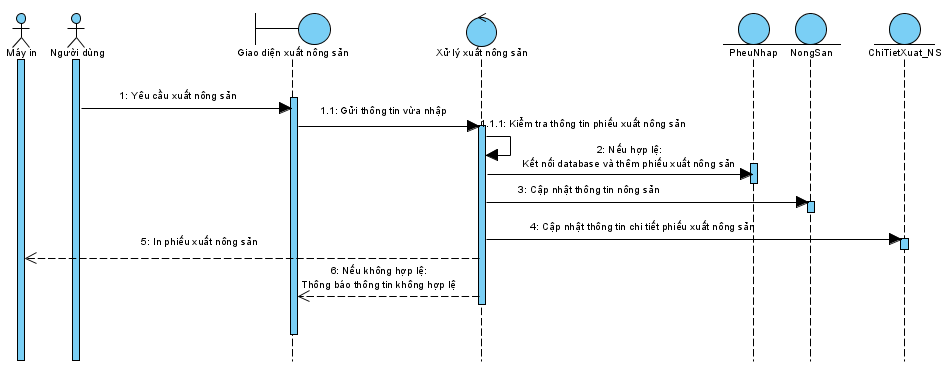 Máy in
Người dùng
Giao diện xuất nông sản
Xử lý xuất nông sản
PheuNhap
NongSan
ChiTietXuat_NS
1: Yêu cầu xuất nông sản
1.1: Gửi thông tin vừa nhập
1.1.1: Kiểm tra thông tin phiếu xuất nông sản
2: Nếu hợp lệ:
Kết nối database và thêm phiếu xuất nông sản
3: Cập nhật thông tin nông sản
4: Cập nhật thông tin chi tiết phiếu xuất nông sản
5: In phiếu xuất nông sản
6: Nếu không hợp lệ:
Thông báo thông tin không hợp lệ